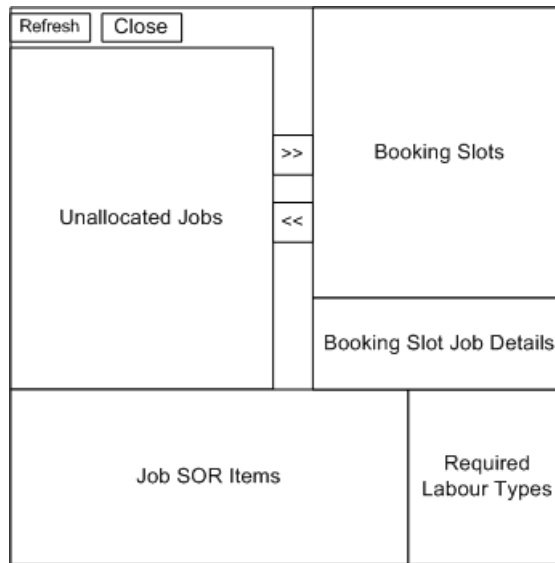 Refresh
Close
>>
Booking Slots
Unallocated Jobs
<<
Booking Slot Job Details
Job SOR Items
Required
Labour Types